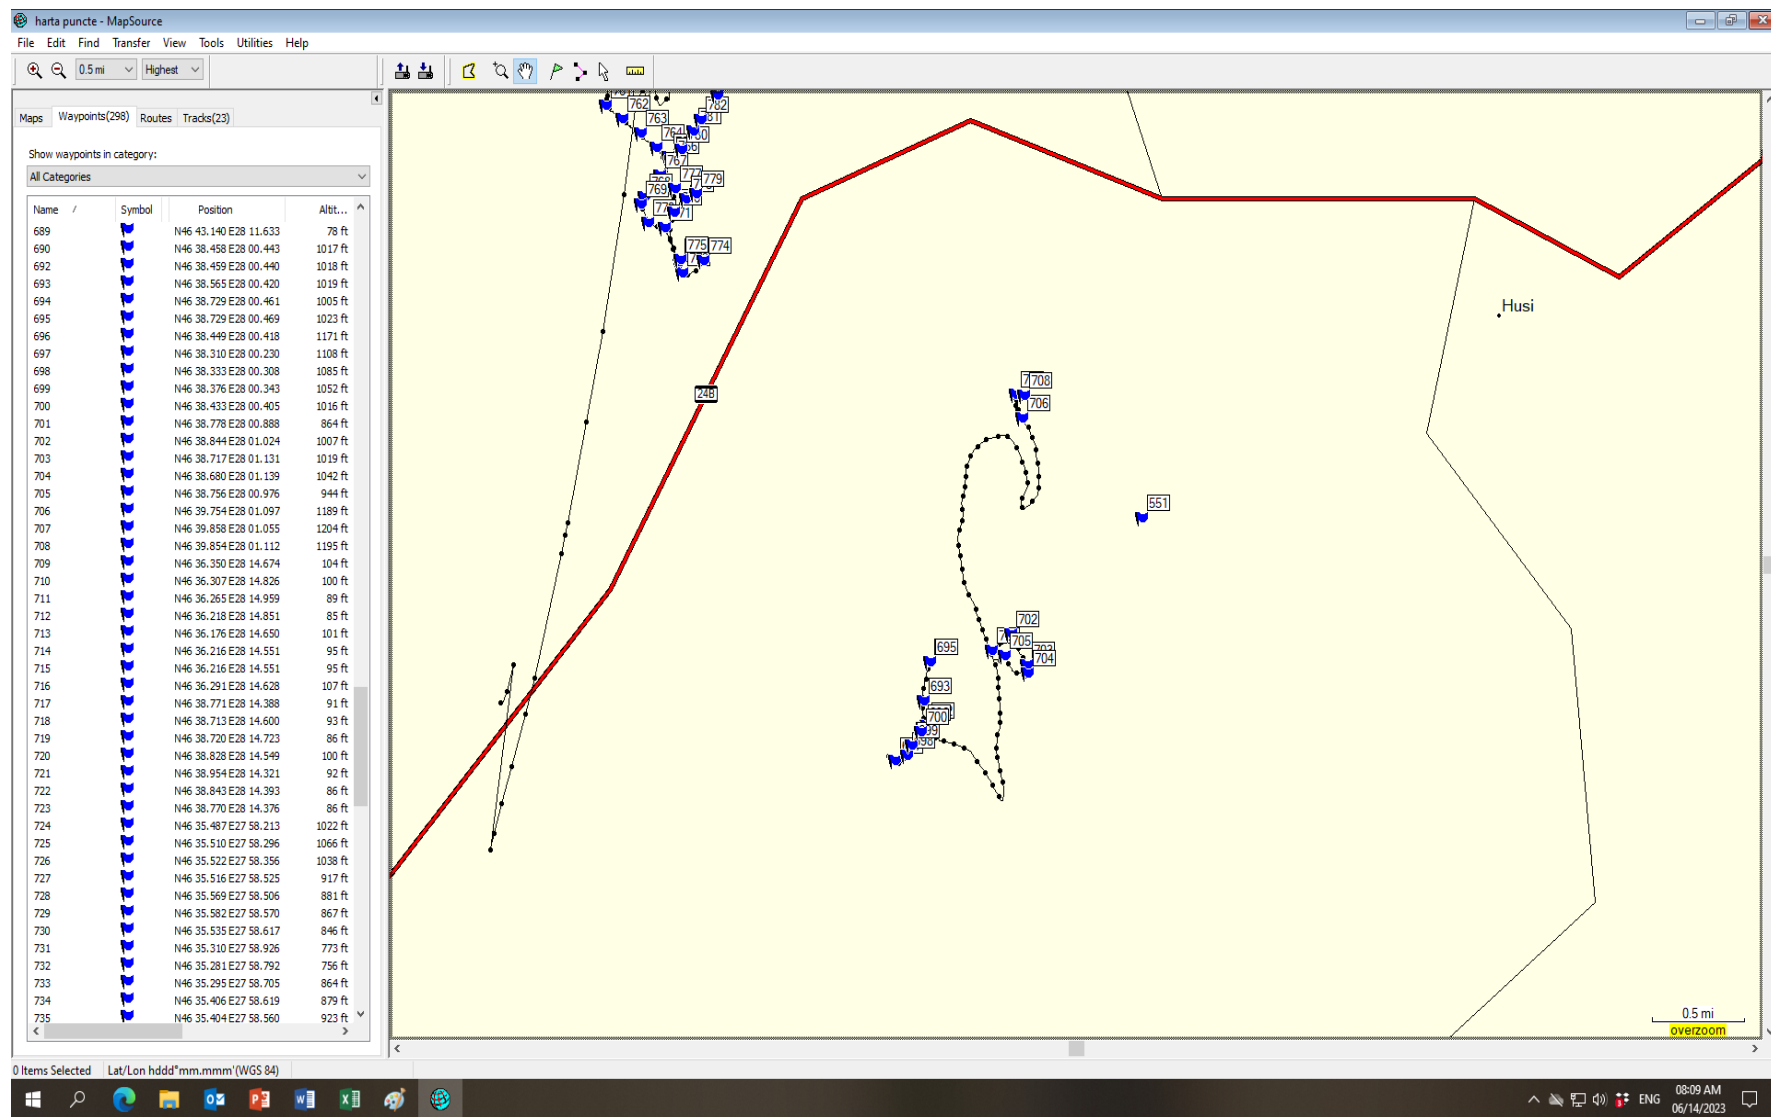 harta puncte - MapSource
File Edit Find Transfer View Tools Utilities Help
0.5 mi Highest
Maps Waypoints(298) Routes Tracks(23)
Show waypoints in category:
All Categories
Name / Symbol Position Altit...
689 N46 43.140 E28 11.633 78 ft
690 N46 38.458 E28 00.443 1017 ft
692 N46 38.459 E28 00.440 1018 ft
693 N46 38.565 E28 00.420 1019 ft
694 N46 38.729 E28 00.461 1005 ft
695 N46 38.729 E28 00.469 1023 ft
696 N46 38.449 E28 00.418 1171 ft
697 N46 38.310 E28 00.230 1108 ft
698 N46 38.333 E28 00.308 1085 ft
699 N46 38.376 E28 00.343 1052 ft
700 N46 38.433 E28 00.405 1016 ft
701 N46 38.778 E28 00.888 864 ft
702 N46 38.844 E28 01.024 1007 ft
703 N46 38.717 E28 01.131 1019 ft
704 N46 38.680 E28 01.139 1042 ft
705 N46 38.756 E28 00.976 944 ft
706 N46 39.754 E28 01.097 1189 ft
707 N46 39.858 E28 01.055 1204 ft
708 N46 39.854 E28 01.112 1195 ft
709 N46 36.350 E28 14.674 104 ft
710 N46 36.307 E28 14.826 100 ft
711 N46 36.265 E28 14.959 89 ft
712 N46 36.218 E28 14.851 85 ft
713 N46 36.176 E28 14.650 101 ft
714 N46 36.216 E28 14.551 95 ft
715 N46 36.216 E28 14.551 95 ft
716 N46 36.291 E28 14.628 107 ft
717 N46 38.771 E28 14.388 91 ft
718 N46 38.713 E28 14.600 93 ft
719 N46 38.720 E28 14.723 86 ft
720 N46 38.828 E28 14.549 100 ft
721 N46 38.954 E28 14.321 92 ft
722 N46 38.843 E28 14.393 86 ft
723 N46 38.770 E28 14.376 86 ft
724 N46 35.487 E27 58.213 1022 ft
725 N46 35.510 E27 58.296 1066 ft
726 N46 35.522 E27 58.356 1038 ft
727 N46 35.516 E27 58.525 917 ft
728 N46 35.569 E27 58.506 881 ft
729 N46 35.582 E27 58.570 867 ft
730 N46 35.535 E27 58.617 846 ft
731 N46 35.310 E27 58.926 773 ft
732 N46 35.281 E27 58.792 756 ft
733 N46 35.295 E27 58.705 864 ft
734 N46 35.406 E27 58.619 879 ft
735 N46 35.404 E27 58.560 923 ft
762 782
763
767
779
769
775 774
Husi
24B
708
706
551
702
705
695
704
693
700
0.5 mi
overzoom
0 Items Selected Lat/Lon hddd°mm.mmm'(WGS 84)
ENG
08:09 AM
06/14/2023